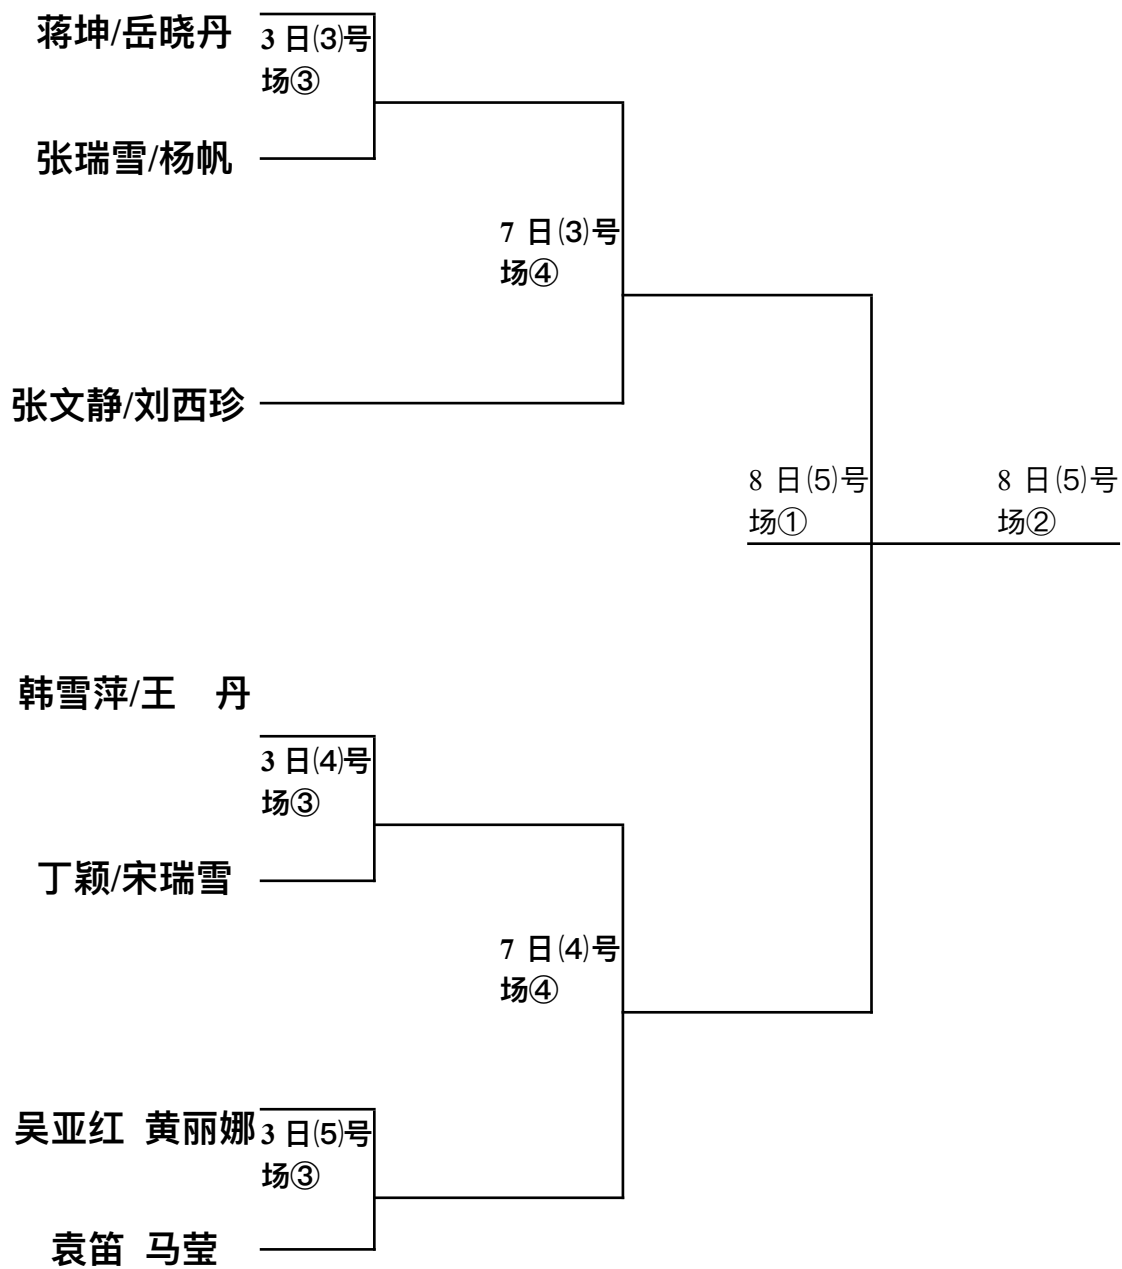 蒋坤/岳晓丹
3 日(3)号
场③
张瑞雪/杨帆
7 日(3)号
场④
张文静/刘西珍
8 日(5)号
场①
8 日(5)号
场②
韩雪萍/王　丹
3 日(4)号
场③
丁颖/宋瑞雪
7 日(4)号
场④
吴亚红 黄丽娜
3 日(5)号
场③
袁笛 马莹